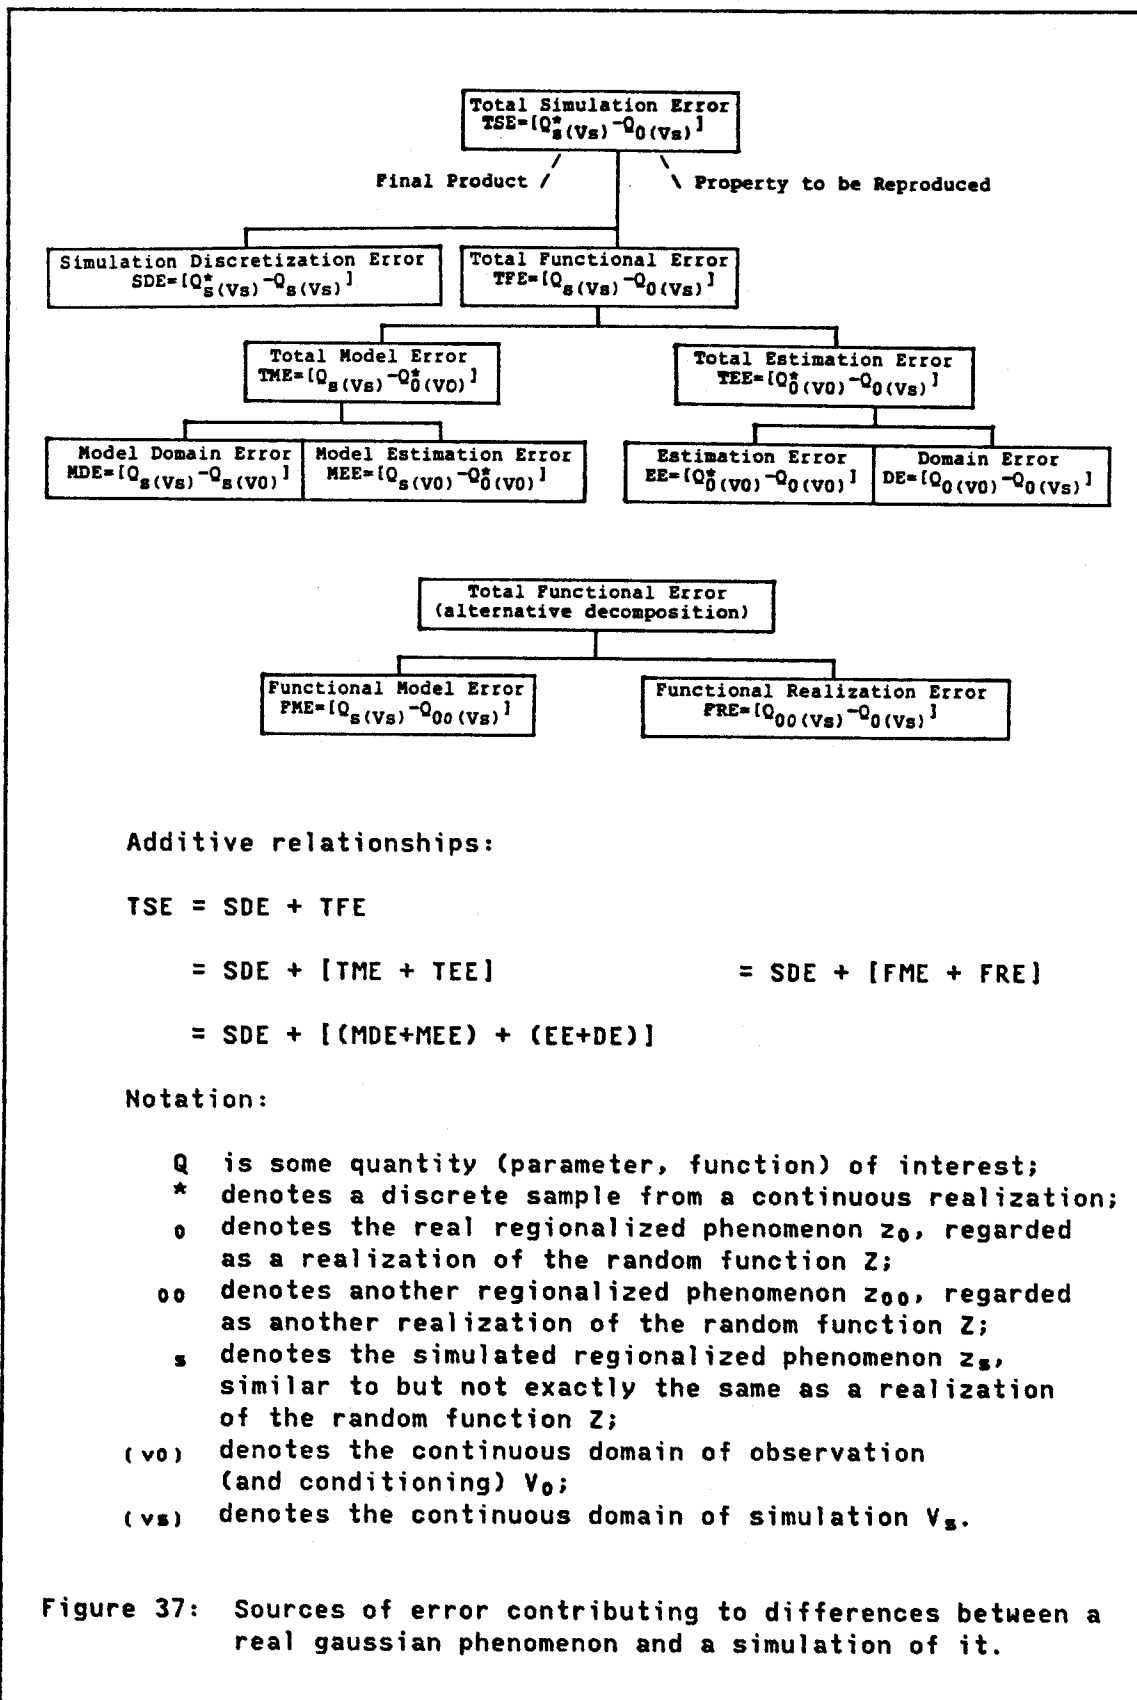 Total Simulation Error
TSE=[Q*s(Vs)-Q0(Vs)]
Final Product / \ Property to be Reproduced
Simulation Discretization Error
SDE=[Q*s(Vs)-Qs(Vs)]
Total Functional Error
TFE=[Qs(Vs)-Q0(Vs)]
Total Model Error
TME=[Qs(Vs)-Q*0(V0)]
Total Estimation Error
TEE=[Q*0(V0)-Q0(Vs)]
Model Domain Error
MDE=[Qs(Vs)-Qs(V0)]
Model Estimation Error
MEE=[Qs(V0)-Q*0(V0)]
Estimation Error
EE=[Q*0(V0)-Q0(V0)]
Domain Error
DE=[Q0(V0)-Q0(Vs)]
Total Functional Error
(alternative decomposition)
Functional Model Error
FME=[Qs(Vs)-Q00(Vs)]
Functional Realization Error
FRE=[Q00(Vs)-Q0(Vs)]
Additive relationships:
TSE = SDE + TFE
= SDE + [TME + TEE] = SDE + [FME + FRE]
= SDE + [(MDE+MEE) + (EE+DE)]
Notation:
Q is some quantity (parameter, function) of interest;
* denotes a discrete sample from a continuous realization;
0 denotes the real regionalized phenomenon z0, regarded
as a realization of the random function Z;
00 denotes another regionalized phenomenon z00, regarded
as another realization of the random function Z;
s denotes the simulated regionalized phenomenon zs,
similar to but not exactly the same as a realization
of the random function Z;
(v0) denotes the continuous domain of observation
(and conditioning) V0;
(vs) denotes the continuous domain of simulation Vs.
Figure 37: Sources of error contributing to differences between a
real gaussian phenomenon and a simulation of it.